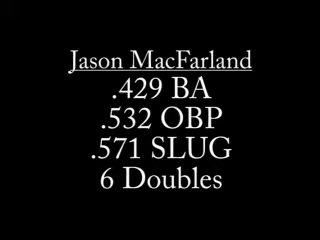 Jason MacFarland
.429 BA
.532 OBP
.571 SLUG
6 Doubles